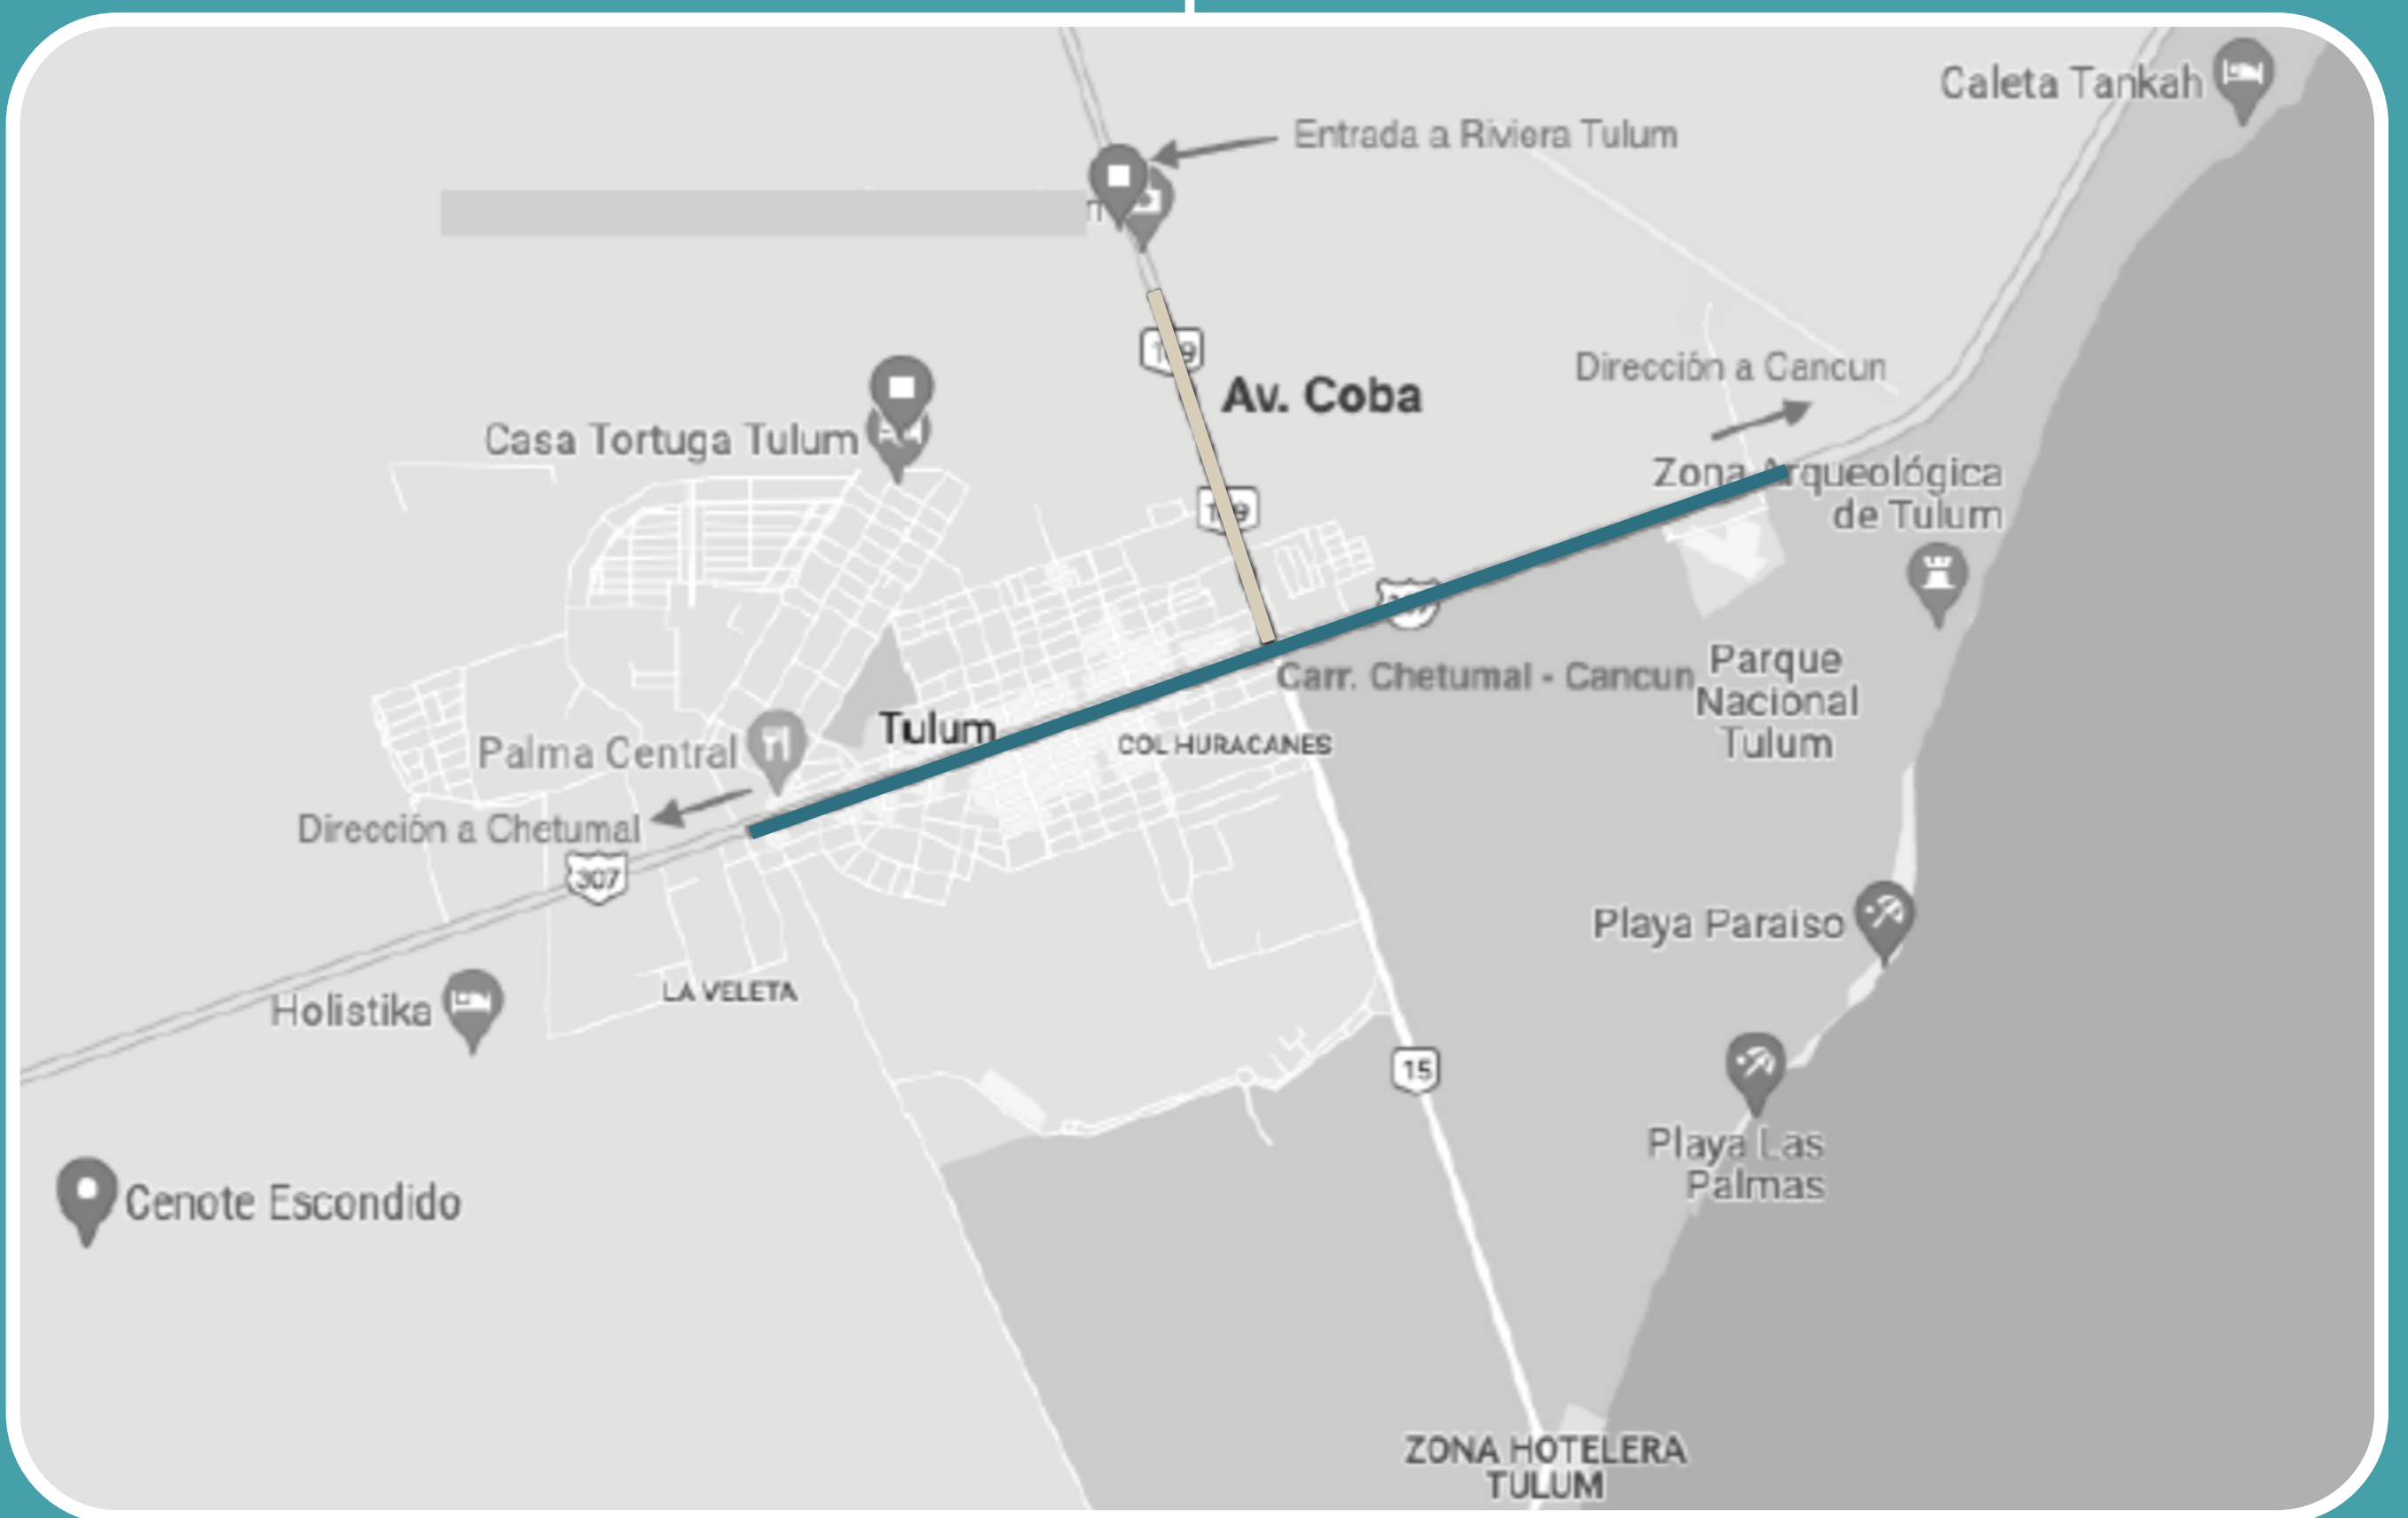 Caleta Tankah
Entrada a Riviera Tulum
Av. Coba
Dirección a Cancun
Casa Tortuga Tulum
Zona Arqueológica
de Tulum
Carr. Chetumal - Cancun
Parque
Nacional
Tulum
Tulum
COL HURACANES
Palma Central
Dirección a Chetumal
307
Playa Paraiso
LA VELETA
Holistika
15
Playa Las
Palmas
Cenote Escondido
ZONA HOTELERA
TULUM